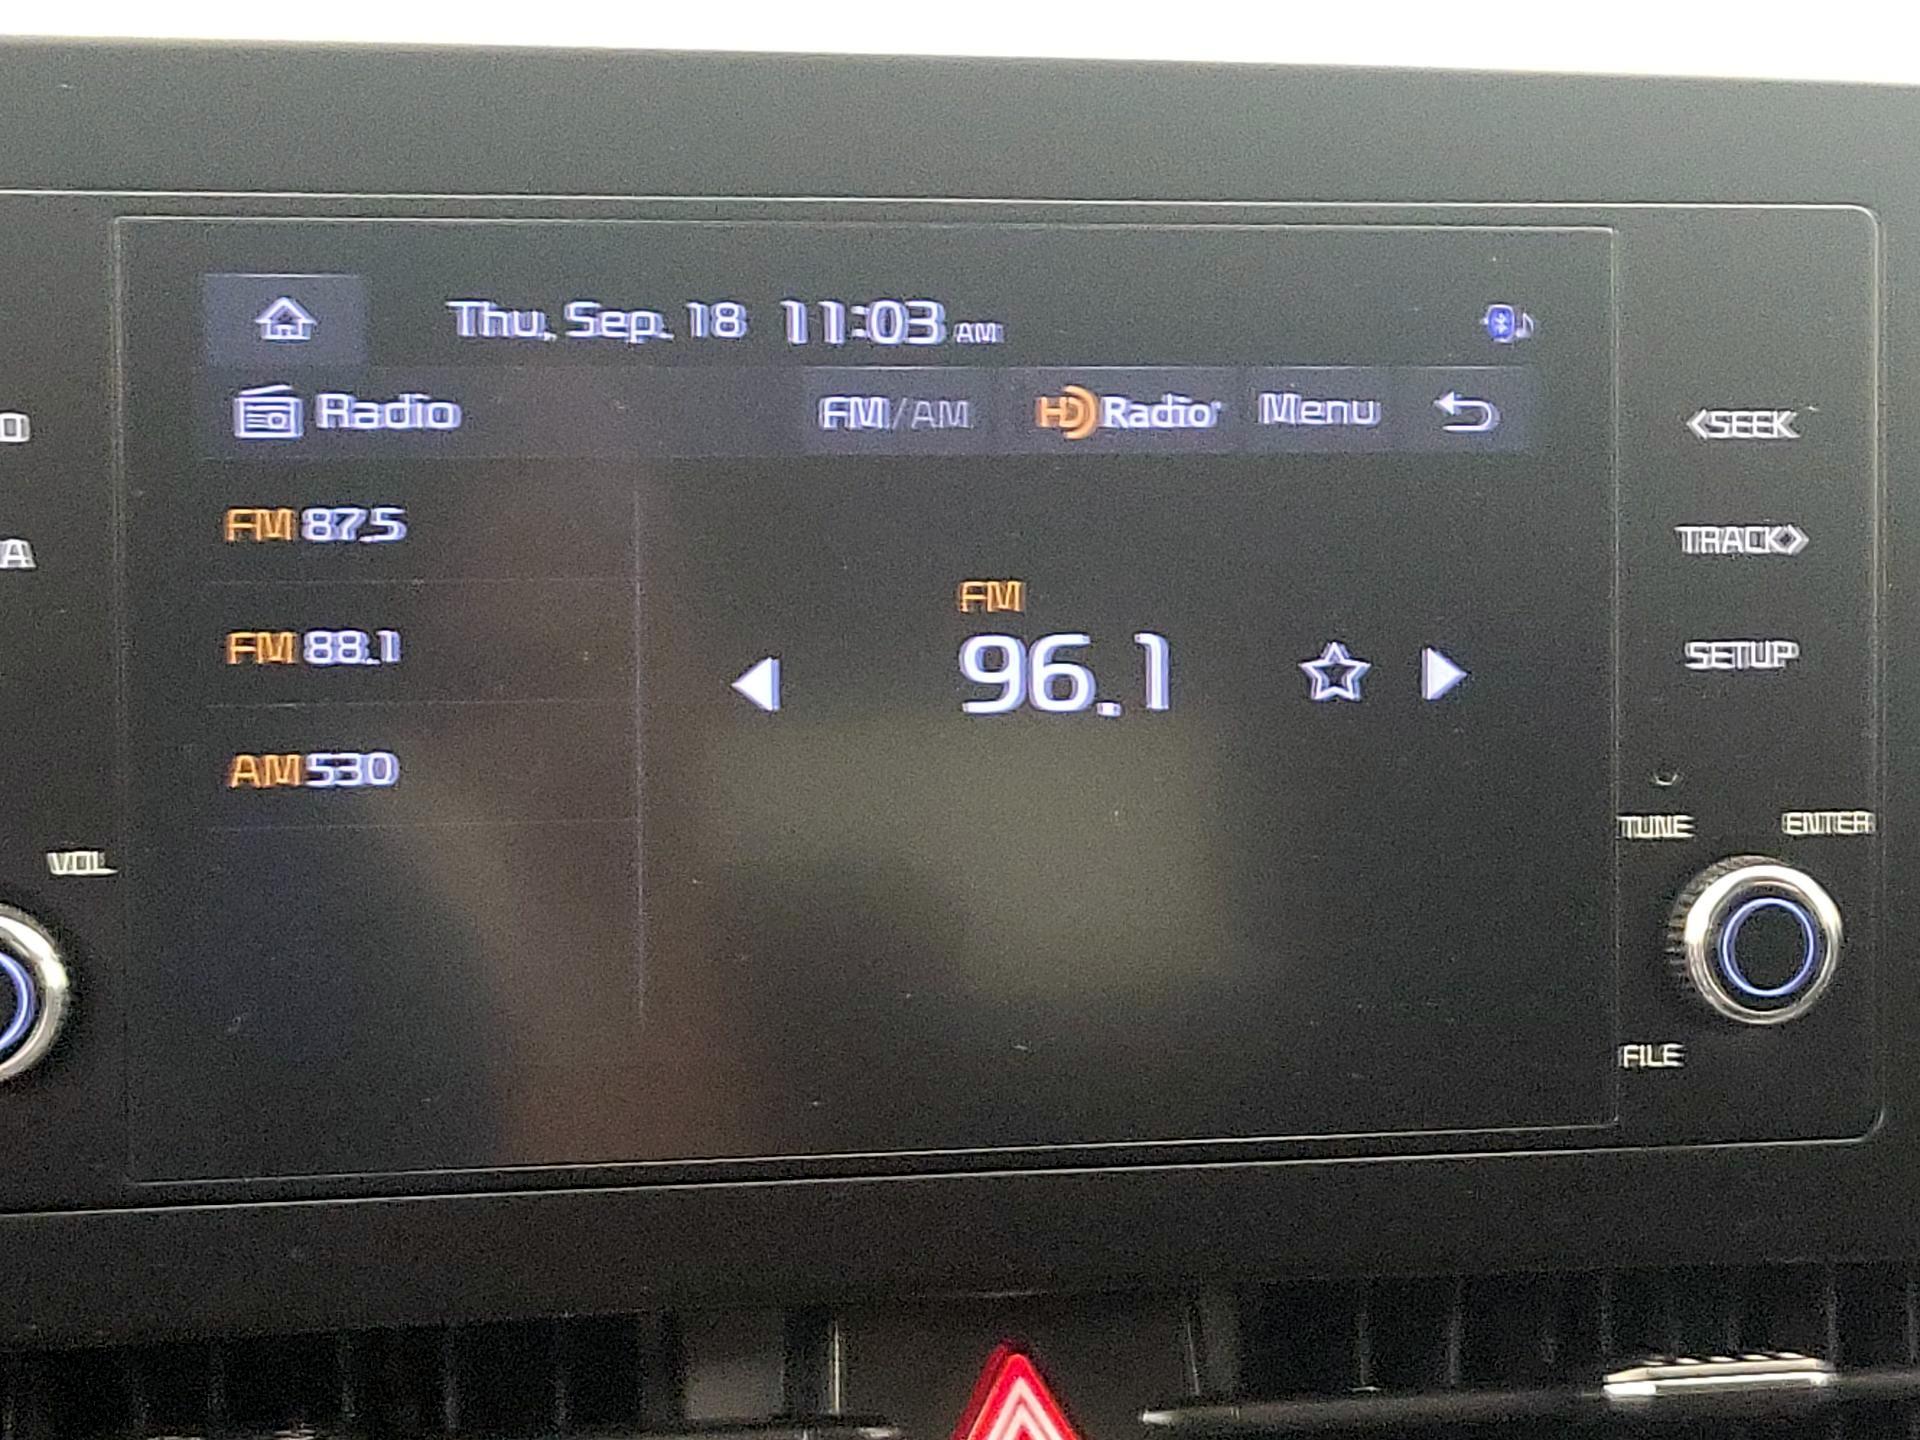 Thu, Sep. 18 11:03 AM
Radio FM/AM HD Radio Menu
<SEEK
FM 87.5
TRACK>
FM 96.1
FM 88.1
SETUP
AM 530
TUNE ENTER
VOL
FILE